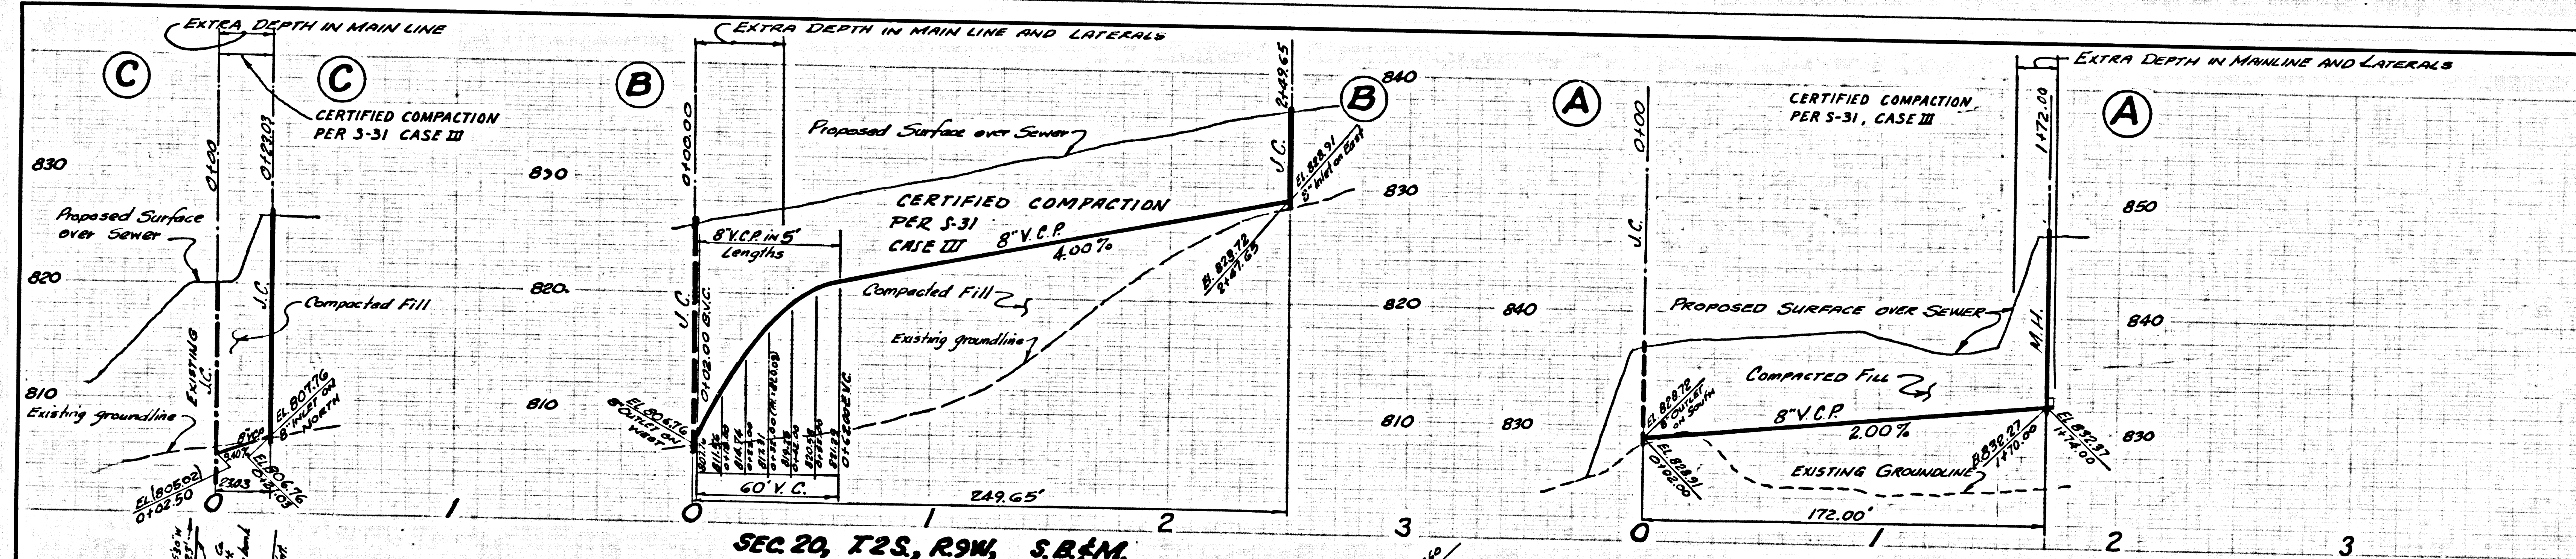 EXTRA DEPTH IN MAIN LINE
C
C
CERTIFIED COMPACTION
PER S-31 CASE III
0+00
0+23.03
830
Proposed Surface
over Sewer
820
J.C.
Compacted Fill
EXISTING
J.C.
810
Existing groundline
EL. 807.76
8" INLET ON
NORTH
8" V.C.P.
EL. 806.76
0+21.03
EL. (805.02)
0+02.50
23.03
0
1
EXTRA DEPTH IN MAIN LINE AND LATERALS
B
B
0+00.00
2+49.65
840
830
Proposed Surface over Sewer
J.C.
EL. 828.91
8" Inlet on East
830
CERTIFIED COMPACTION
PER S-31
CASE III
8" V.C.P. IN 5'
Lengths
8" V.C.P.
4.00%
EL. 828.72
2+47.65
820
J.C.
0+02.00 B.V.C.
Compacted Fill
820
Existing groundline
810
EL. 806.76
8" OUTLET ON
WEST
0+62.00 E.V.C.
810
60' V.C.
249.65'
0
1
2
3
SEC. 20, T.2S., R.9W., S.B.&M.
EXTRA DEPTH IN MAINLINE AND LATERALS
A
A
CERTIFIED COMPACTION
PER S-31, CASE III
0+00
1+72.00
J.C.
850
840
PROPOSED SURFACE OVER SEWER
840
M.H.
COMPACTED FILL
EL. 828.72
8" OUTLET
ON SOUTH
830
8" V.C.P.
2.00%
830
EL. 828.91
0+02.00
EXISTING GROUNDLINE
832.27
1+70.00
EL. 832.37
1+74.00
172.00'
0
1
2
3